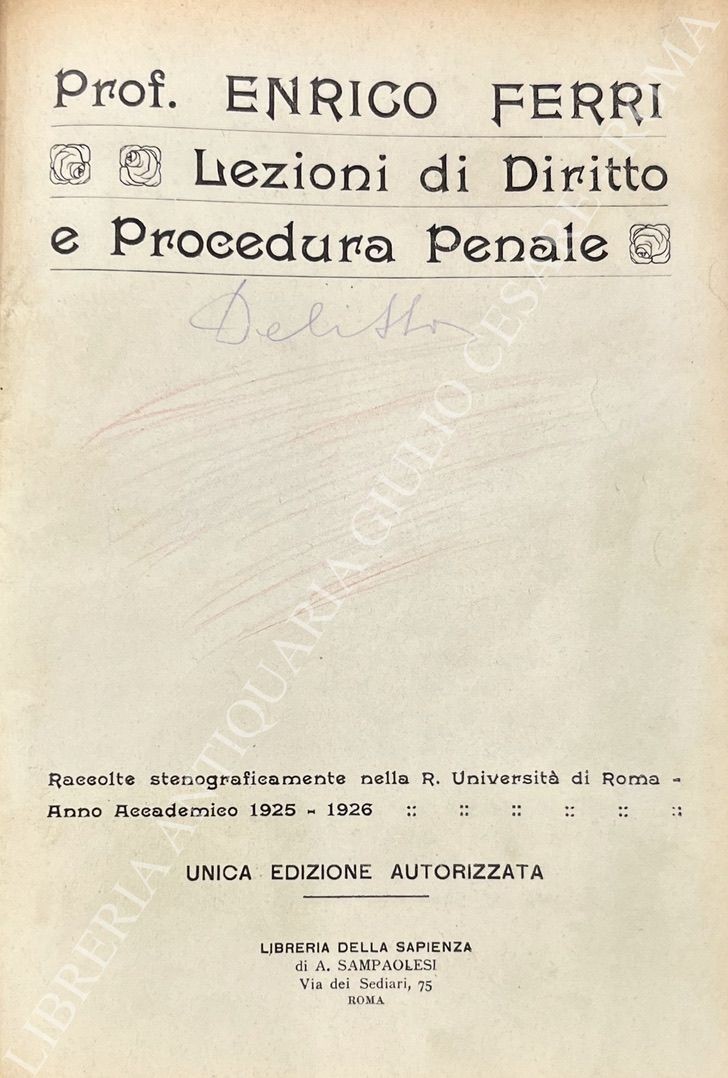 Prof. ENRICO FERRI
Lezioni di Diritto
e Procedura Penale
Delitto
Raccolte stenograficamente nella R. Università di Roma -
Anno Accademico 1925 - 1926 :: :: :: :: :: ::
UNICA EDIZIONE AUTORIZZATA
LIBRERIA DELLA SAPIENZA
di A. SAMPAOLESI
Via dei Sediari, 75
ROMA
LIBRERIA ANTIQUARIA GIULIO CESARE ROMA